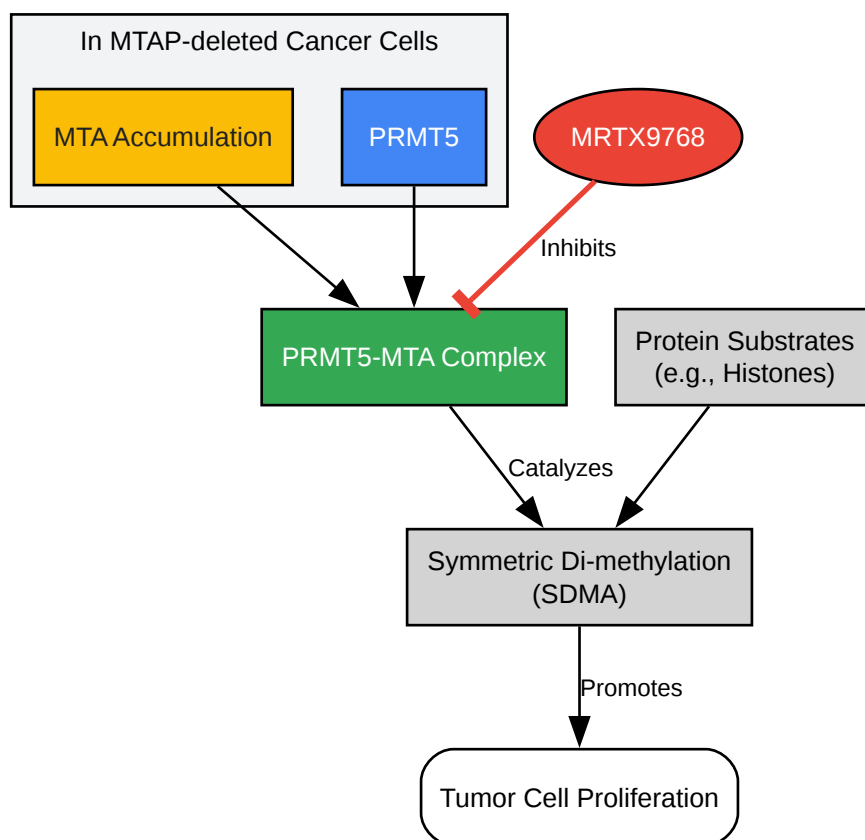 In MTAP-deleted Cancer Cells
MTA Accumulation
PRMT5
MRTX9768
Inhibits
PRMT5-MTA Complex
Protein Substrates
(e.g., Histones)
Catalyzes
Symmetric Di-methylation
(SDMA)
Promotes
Tumor Cell Proliferation